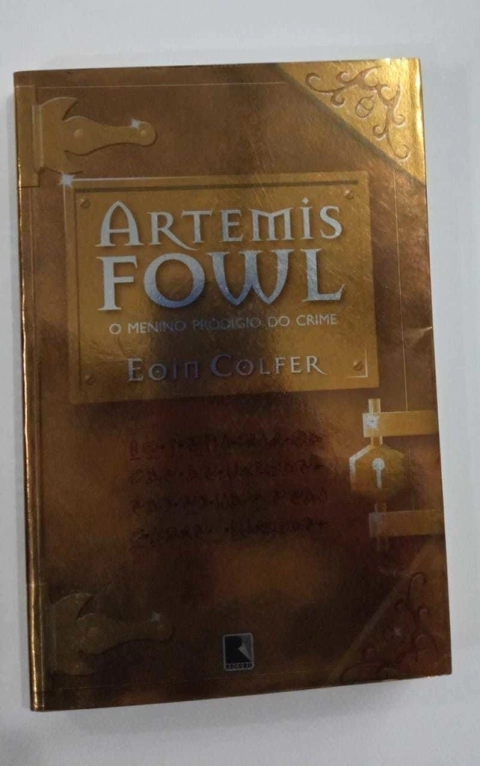 ARTEMIS
FOWL
O MENINO PRODÍGIO DO CRIME
EOIN COLFER